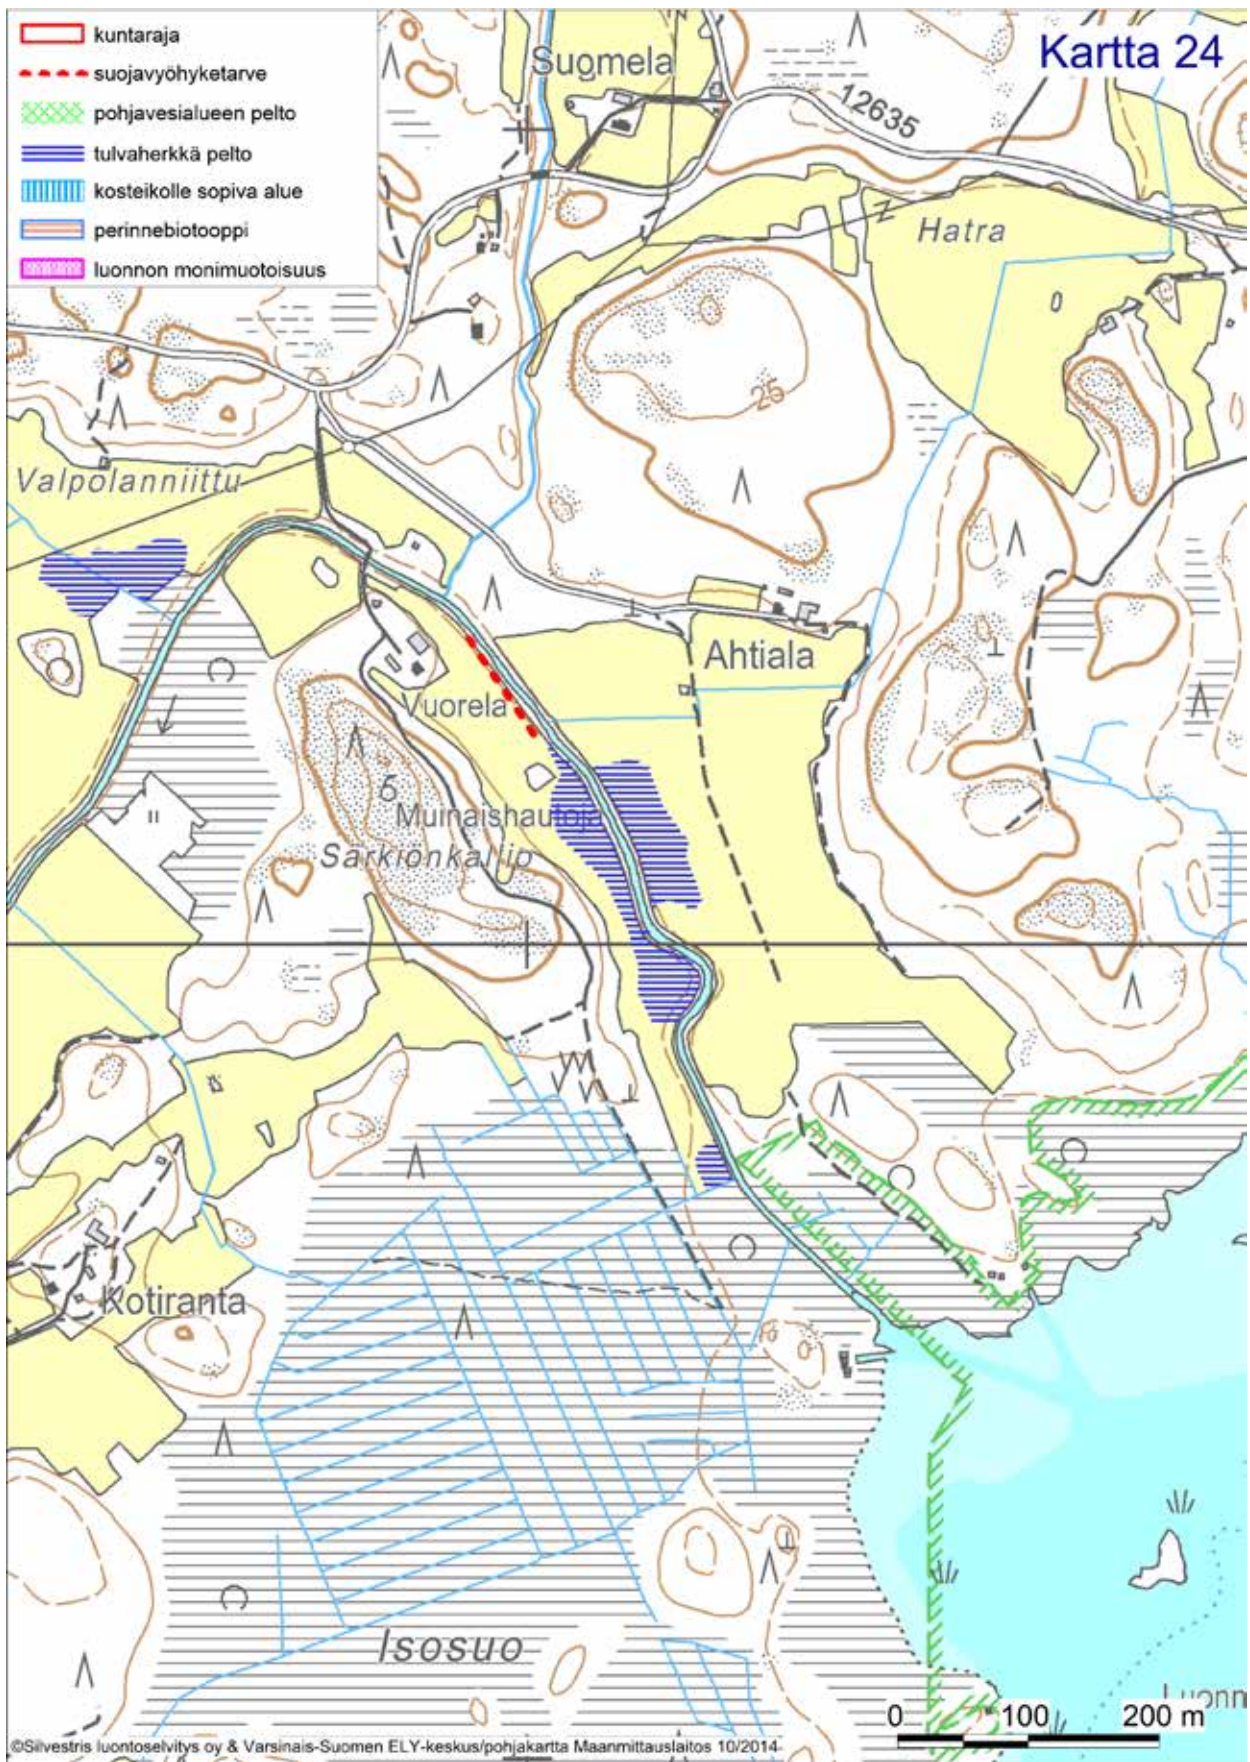 kuntaraja
suojavyöhyketarve
pohjavesialueen pelto
tulvaherkkä pelto
kosteikolle sopiva alue
perinnebiotooppi
luonnon monimuotoisuus
Kartta 24
Suomela
12635
Hatra
25
Valpolanniittu
Ahtiala
Vuorela
6
Muinaishautoja
Särkiönkallio
Kotiranta
Isosuo
0 100 200 m
©Silvestris luontoselvitys oy & Varsinais-Suomen ELY-keskus/pohjakartta Maanmittauslaitos 10/2014